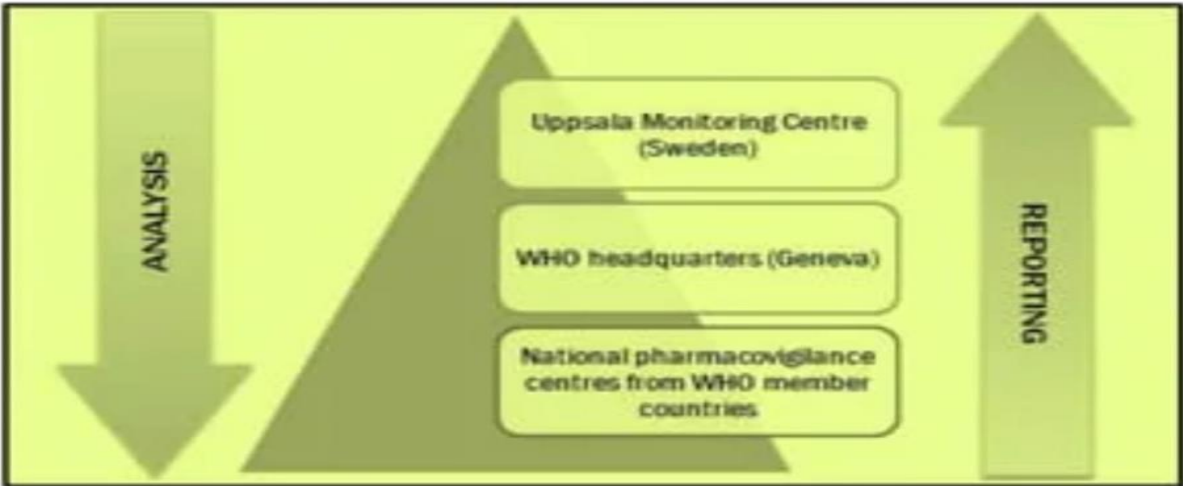 ANALYSIS
Uppsala Monitoring Centre
(Sweden)
WHO headquarters (Geneva)
National pharmacovigilance
centres from WHO member
countries
REPORTING